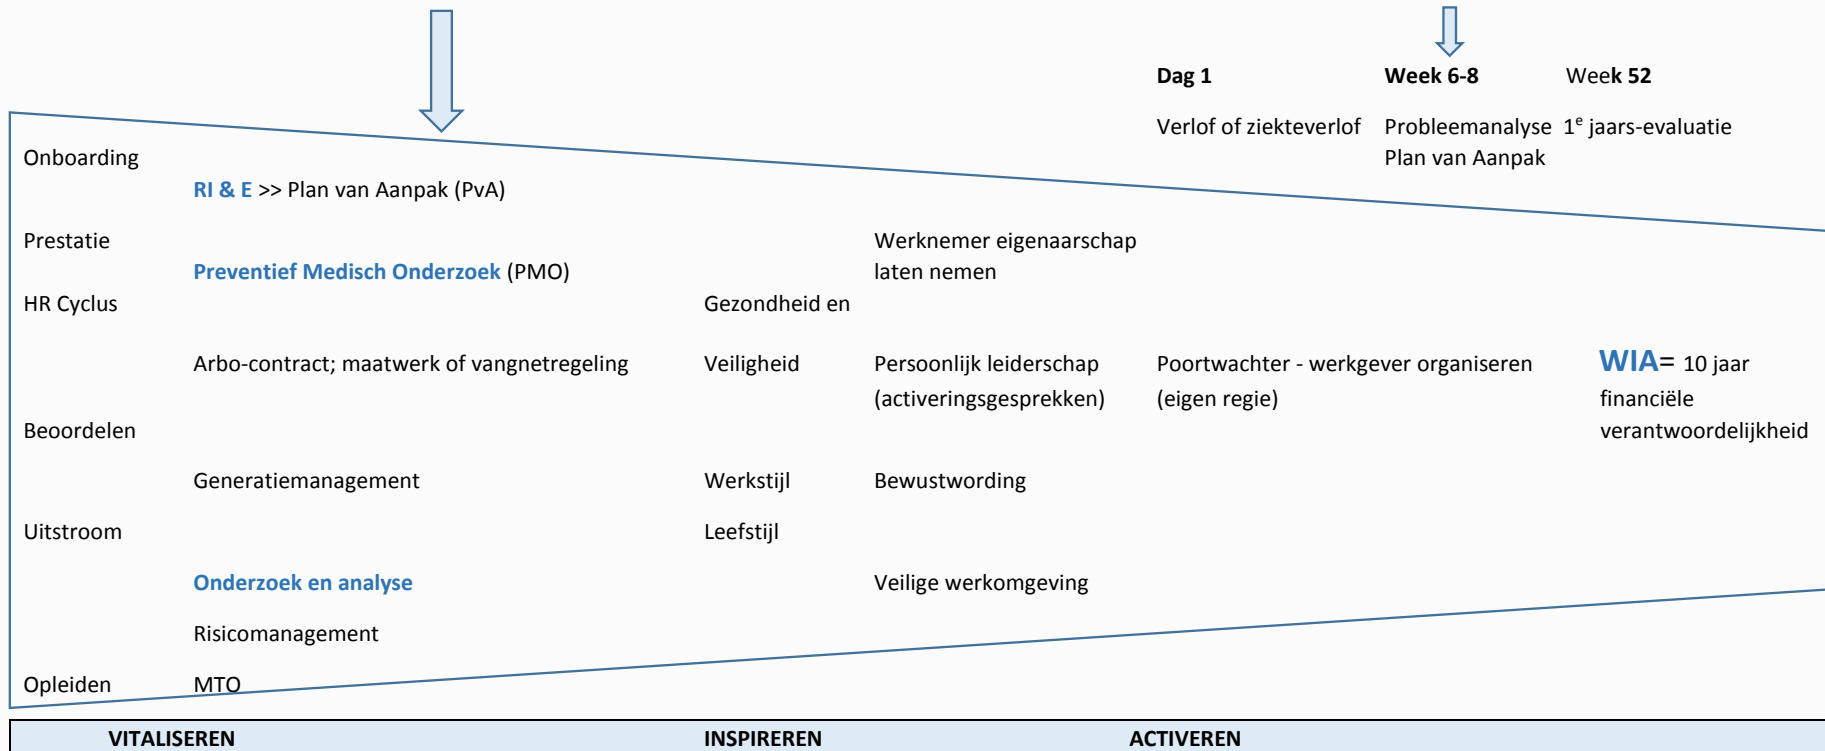 Dag 1 Week 6-8 Week 52
Verlof of ziekteverlof Probleemanalyse 1e jaars-evaluatie
Onboarding Plan van Aanpak
RI & E >> Plan van Aanpak (PvA)
Prestatie Werknemer eigenaarschap
Preventief Medisch Onderzoek (PMO) laten nemen
HR Cyclus Gezondheid en
Arbo-contract; maatwerk of vangnetregeling Veiligheid Persoonlijk leiderschap Poortwachter - werkgever organiseren WIA= 10 jaar
(activeringsgesprekken) (eigen regie) financiële
Beoordelen verantwoordelijkheid
Generatiemanagement Werkstijl Bewustwording
Uitstroom Leefstijl
Onderzoek en analyse Veilige werkomgeving
Risicomanagement
Opleiden MTO
VITALISEREN INSPIREREN ACTIVEREN